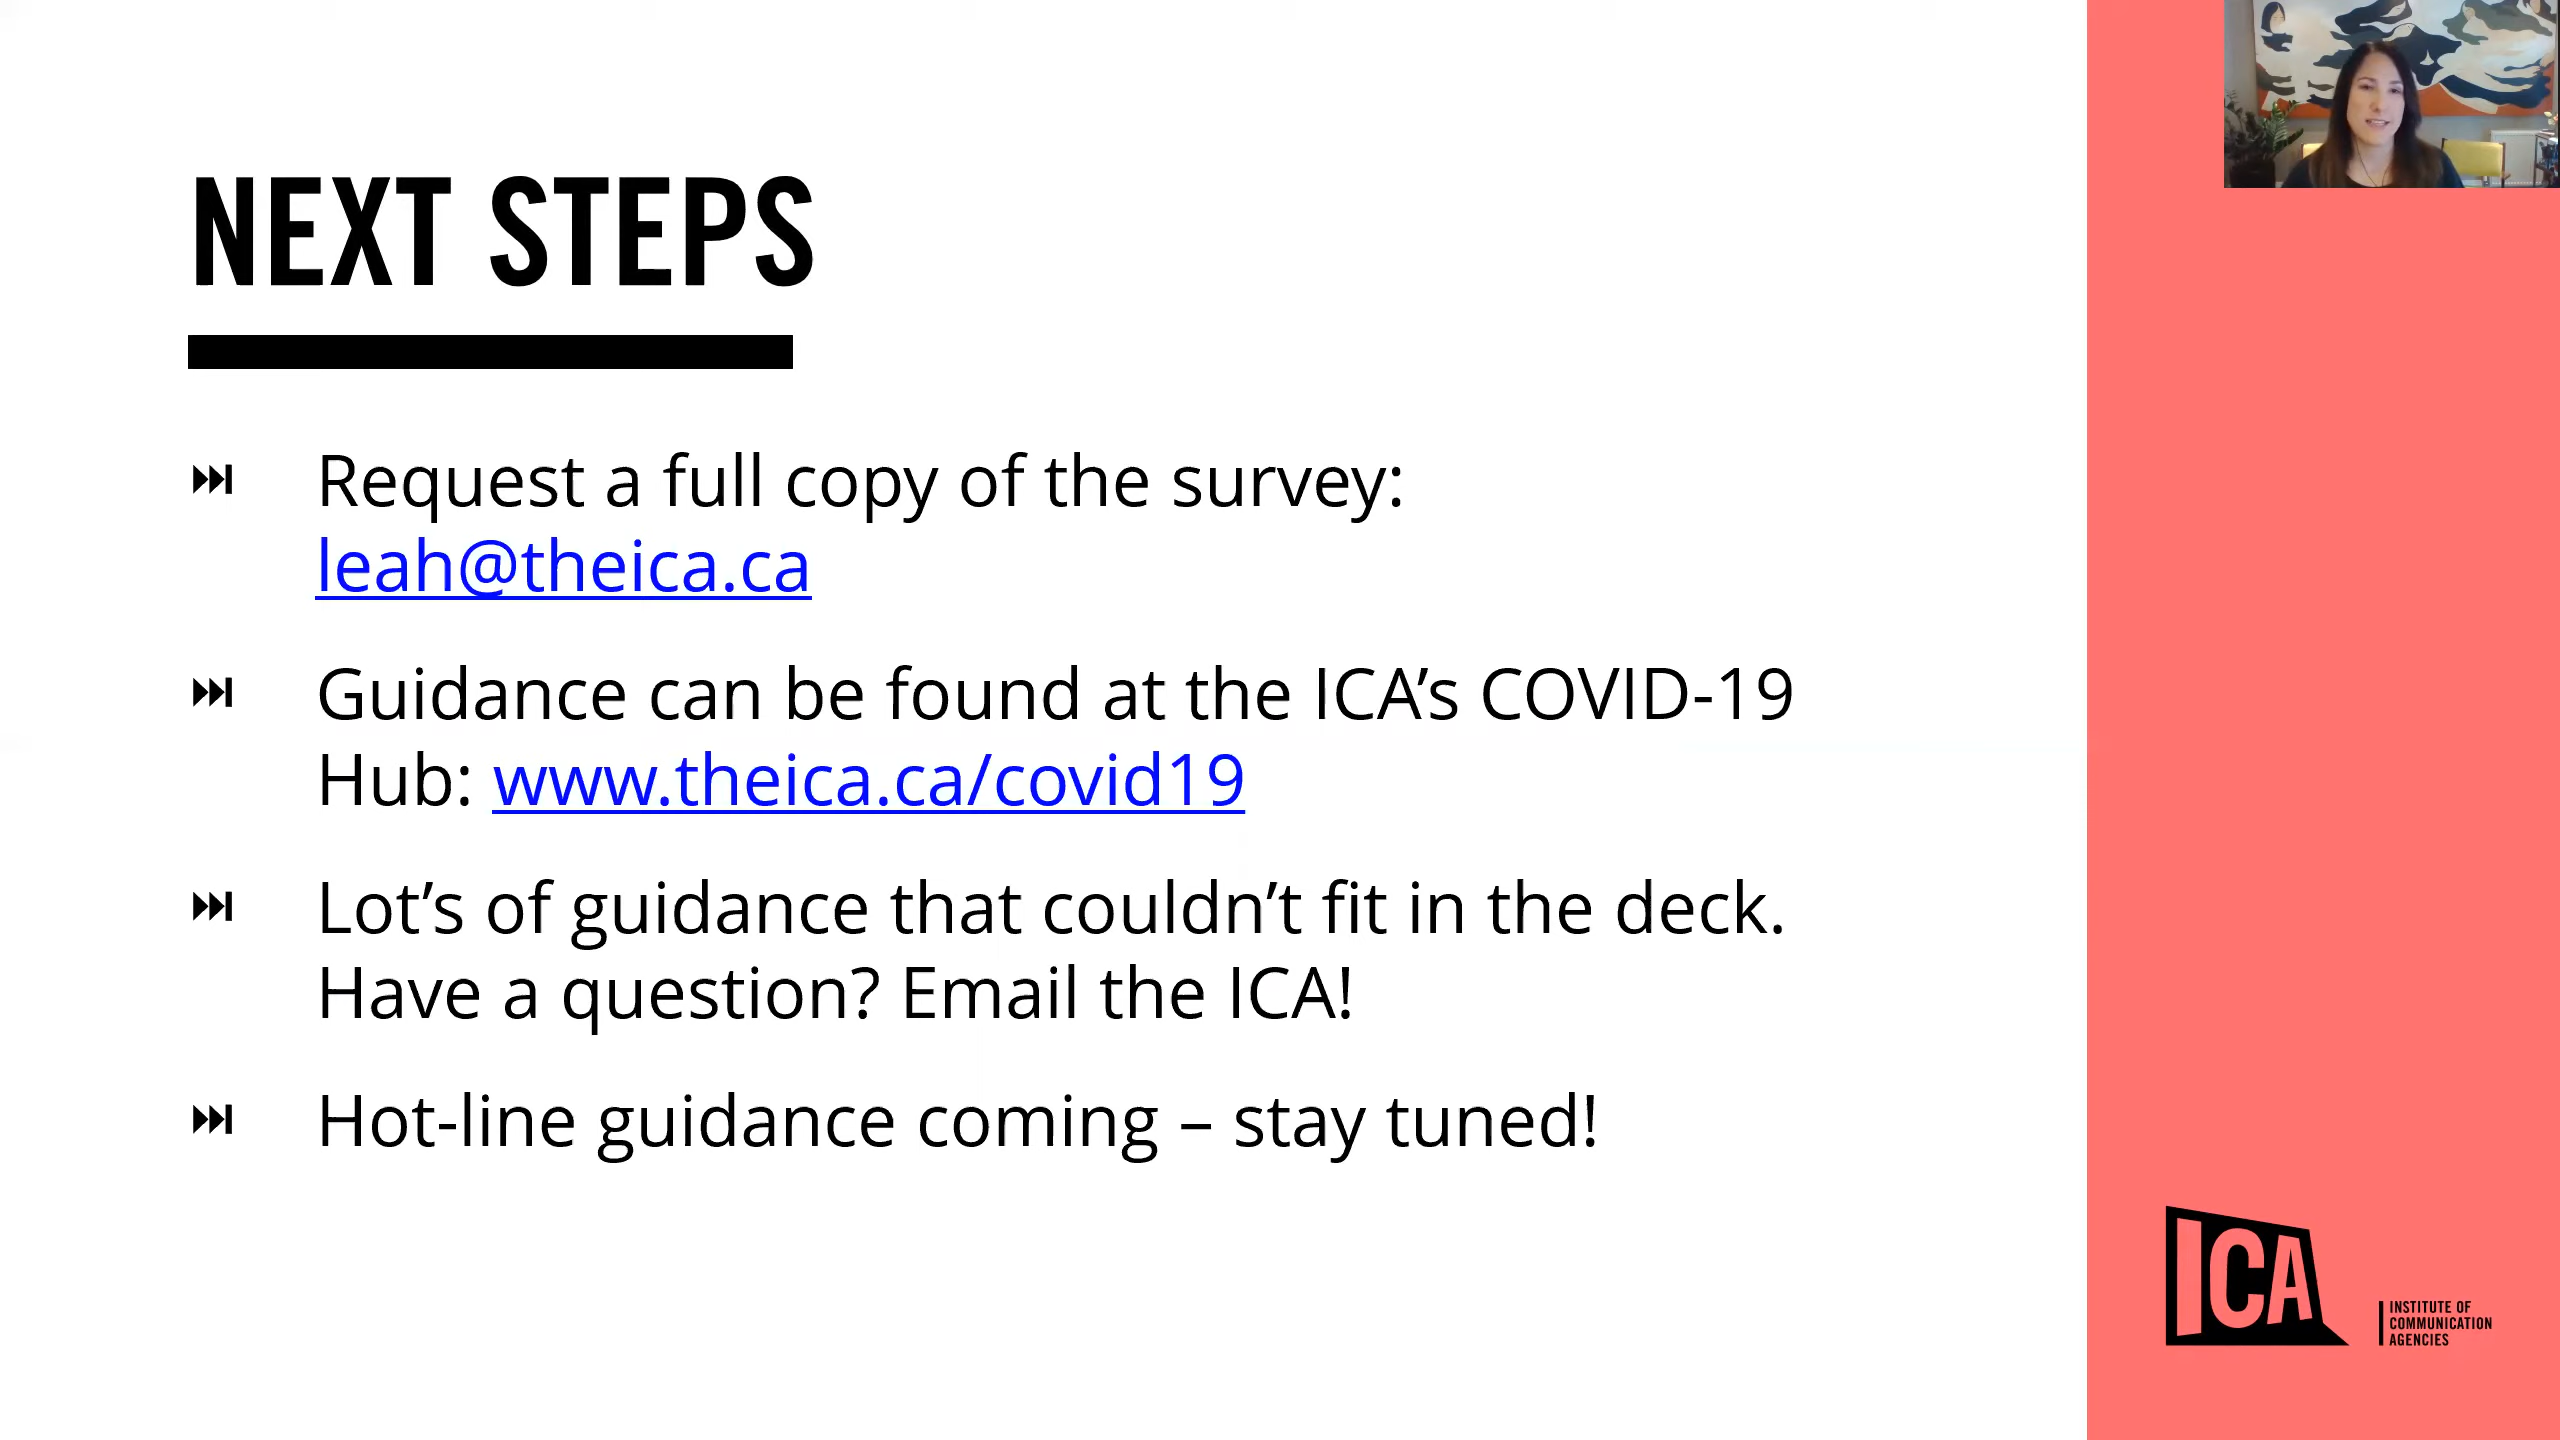 NEXT STEPS
Request a full copy of the survey:
leah@theica.ca
Guidance can be found at the ICA’s COVID-19
Hub: www.theica.ca/covid19
Lot’s of guidance that couldn’t fit in the deck.
Have a question? Email the ICA!
Hot-line guidance coming – stay tuned!
ICA
INSTITUTE OF
COMMUNICATION
AGENCIES